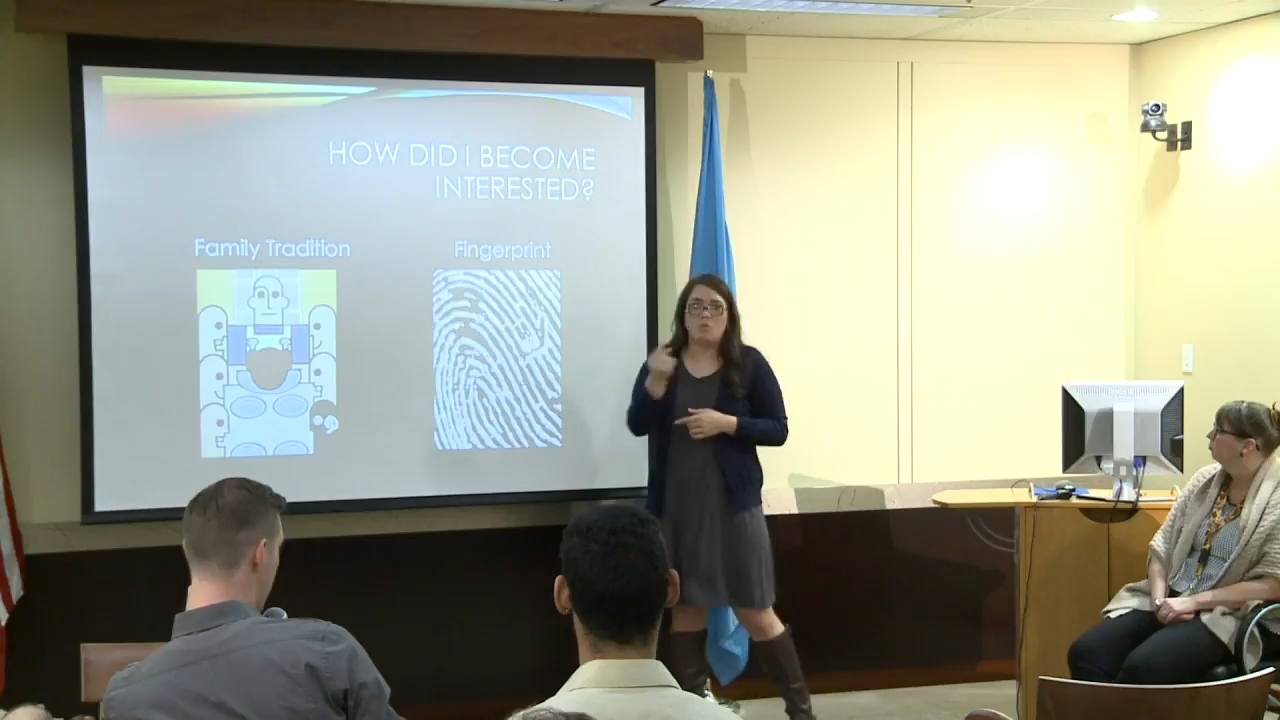 HOW DID I BECOME
INTERESTED?
Family Tradition
Fingerprint